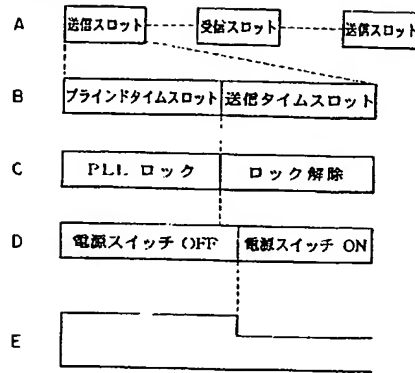 A 送信スロット 受信スロット 送信スロット
B ブラインドタイムスロット 送信タイムスロット
C PLL ロック ロック解除
D 電源スイッチ OFF 電源スイッチ ON
E